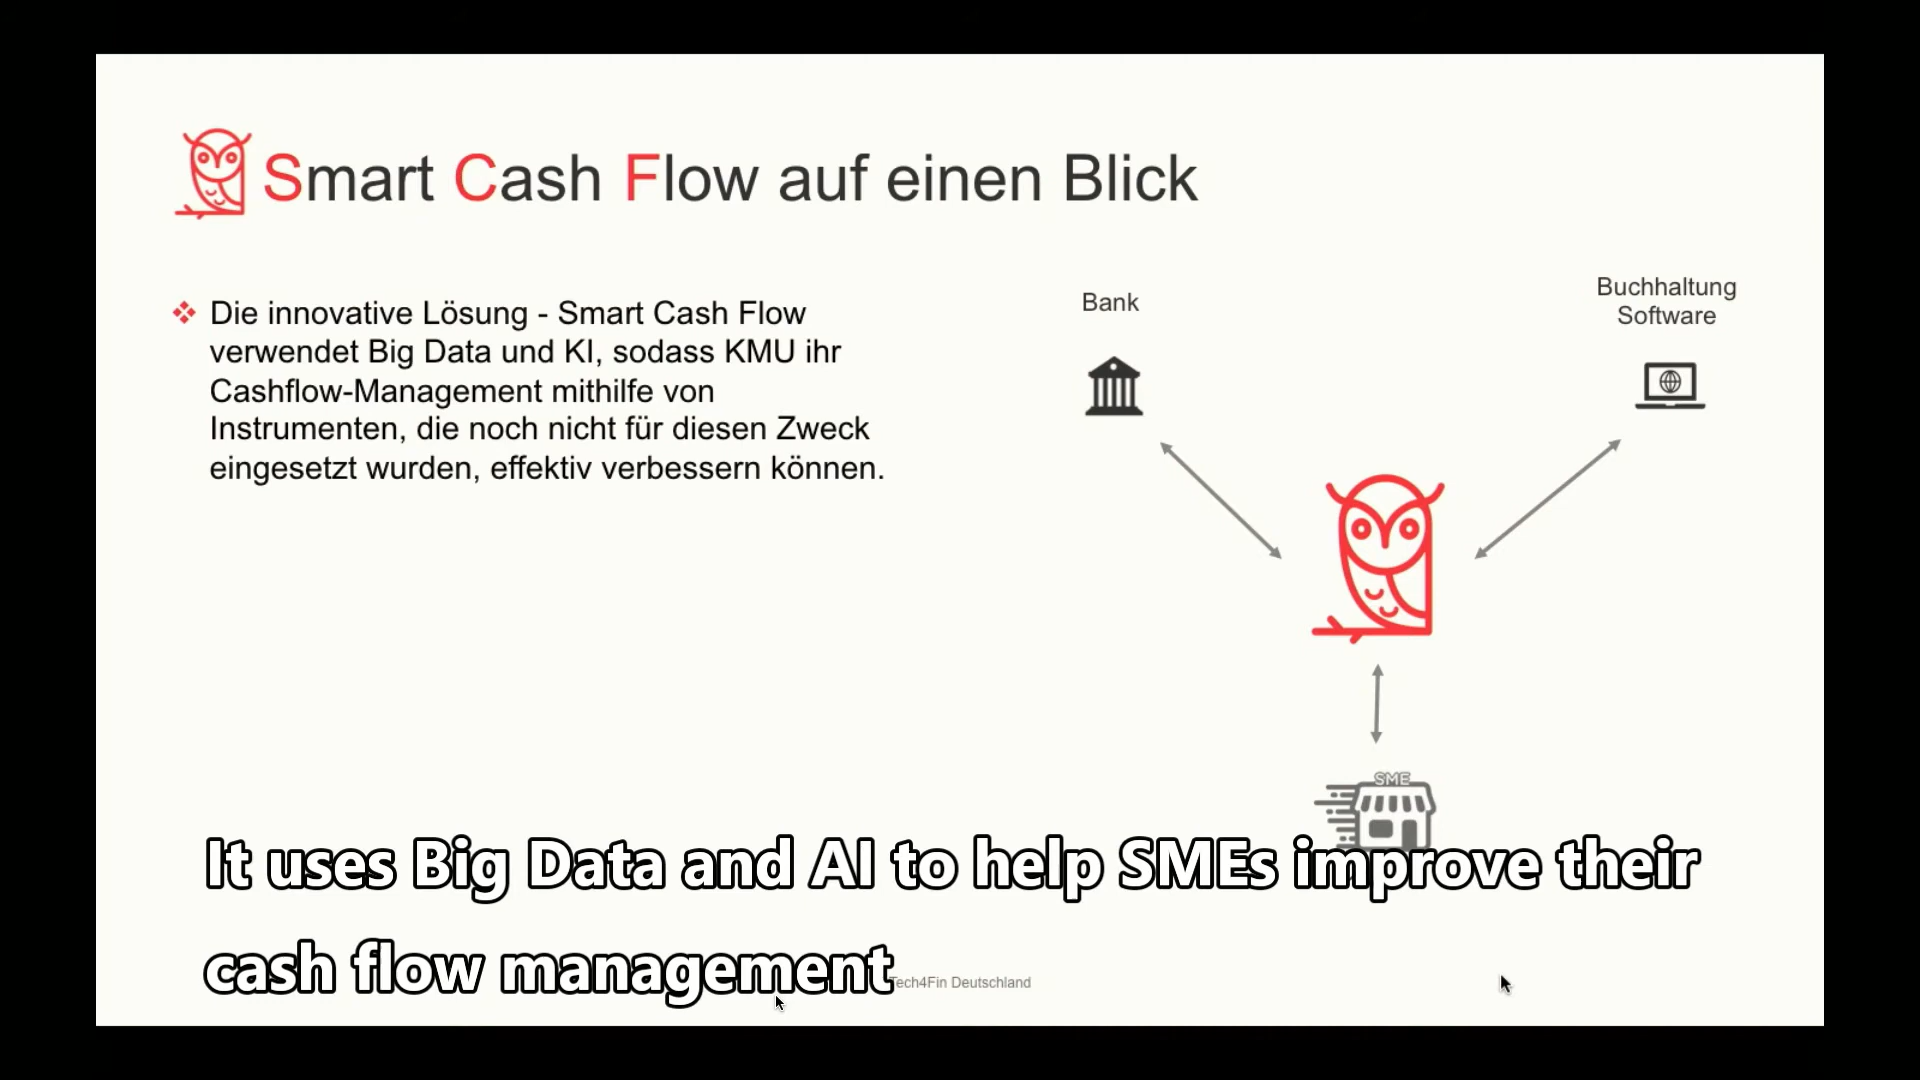 Smart Cash Flow auf einen Blick
Die innovative Lösung - Smart Cash Flow
verwendet Big Data und KI, sodass KMU ihr
Cashflow-Management mithilfe von
Instrumenten, die noch nicht für diesen Zweck
eingesetzt wurden, effektiv verbessern können.
Bank
Buchhaltung
Software
SME
It uses Big Data and AI to help SMEs improve their
cash flow management
Tech4Fin Deutschland